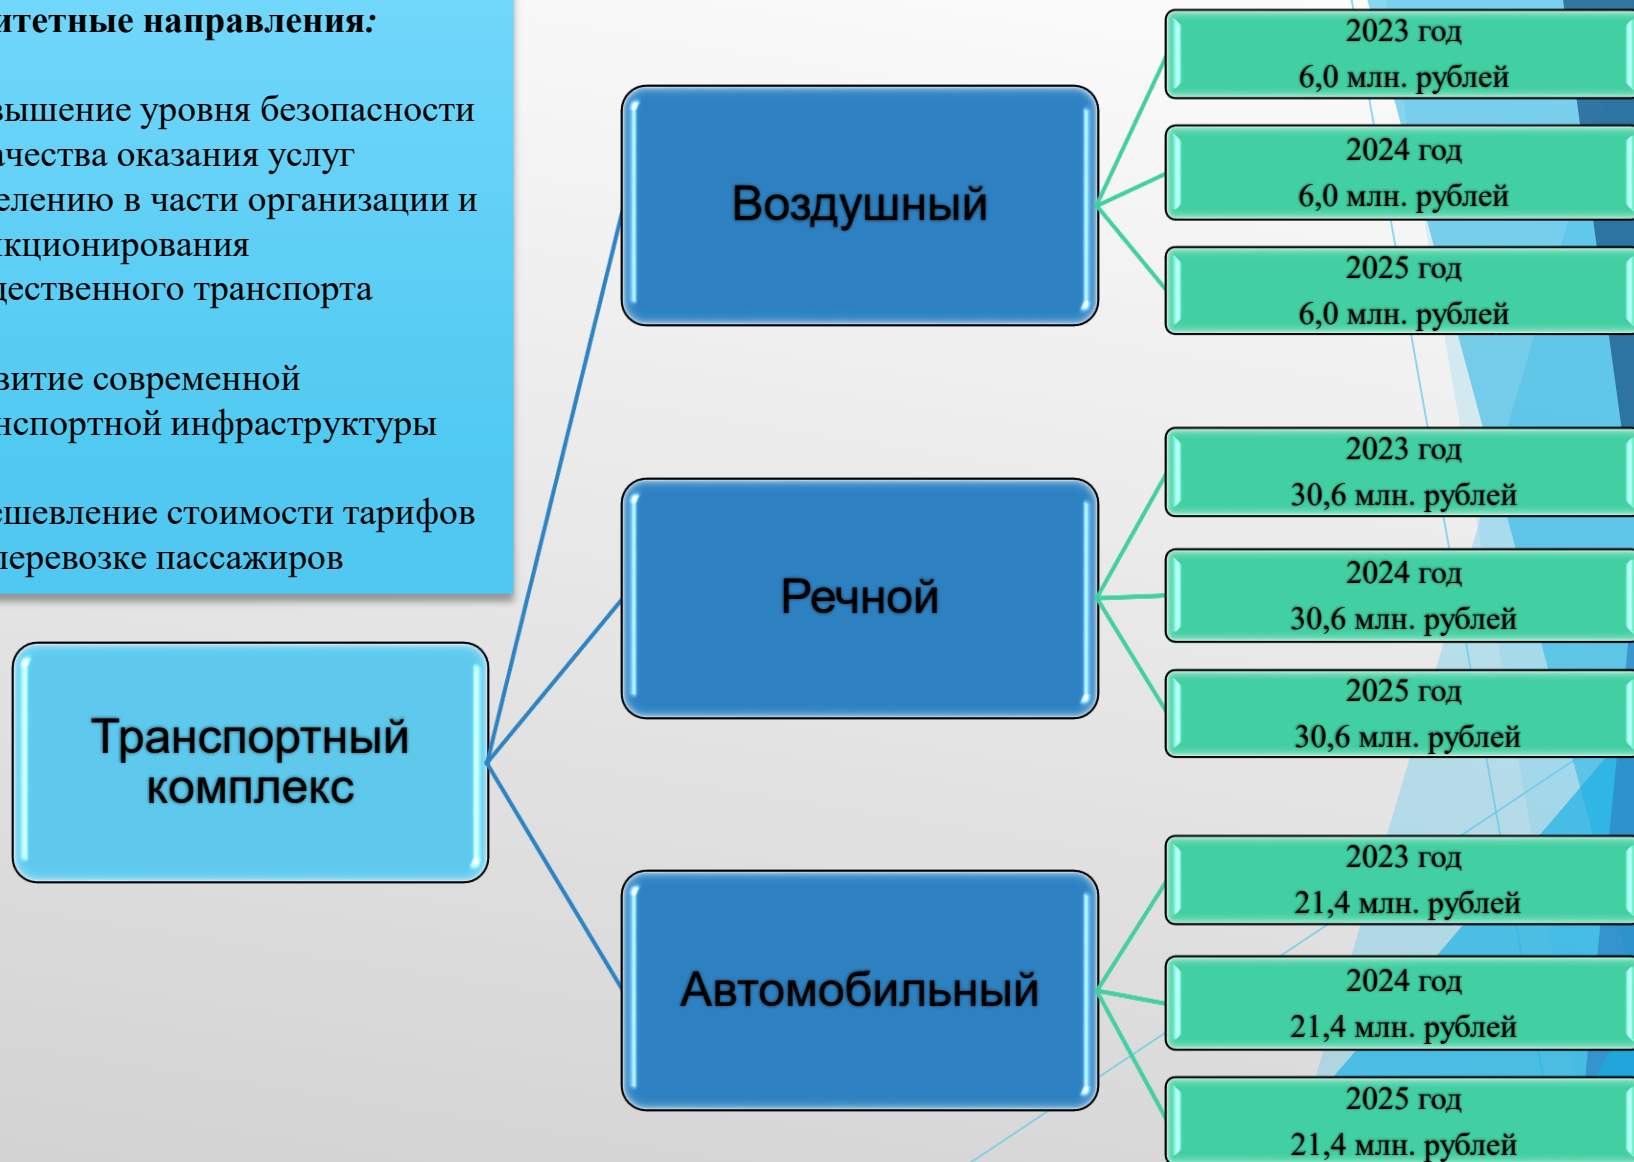 итетные направления:
вышение уровня безопасности
ачества оказания услуг
елению в части организации и
кционирования
щественного транспорта
витие современной
нспортной инфраструктуры
ешевление стоимости тарифов
перевозке пассажиров
Транспортный
комплекс
Воздушный
2023 год
6,0 млн. рублей
2024 год
6,0 млн. рублей
2025 год
6,0 млн. рублей
Речной
2023 год
30,6 млн. рублей
2024 год
30,6 млн. рублей
2025 год
30,6 млн. рублей
Автомобильный
2023 год
21,4 млн. рублей
2024 год
21,4 млн. рублей
2025 год
21,4 млн. рублей